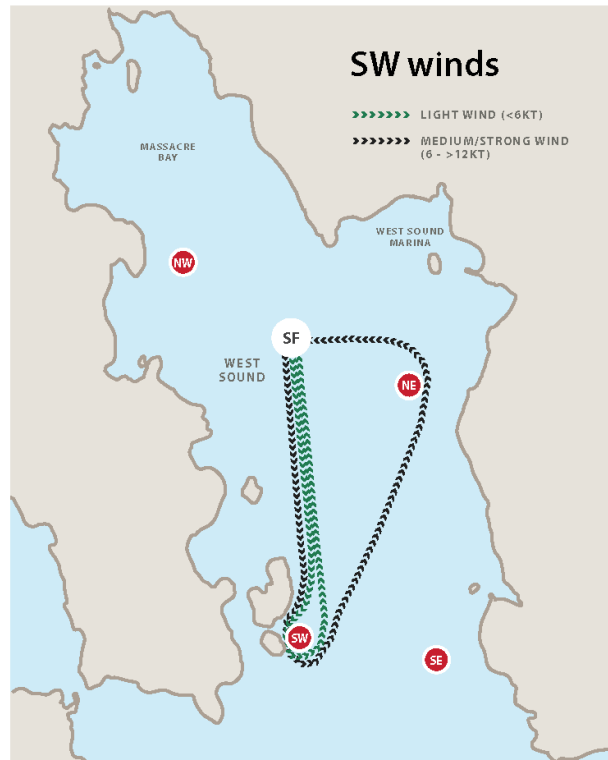 SW winds
LIGHT WIND (<6KT)
MEDIUM/STRONG WIND
(6 - >12KT)
MASSACRE
BAY
WEST SOUND
MARINA
NW
SF
WEST
SOUND
NE
SW
SE